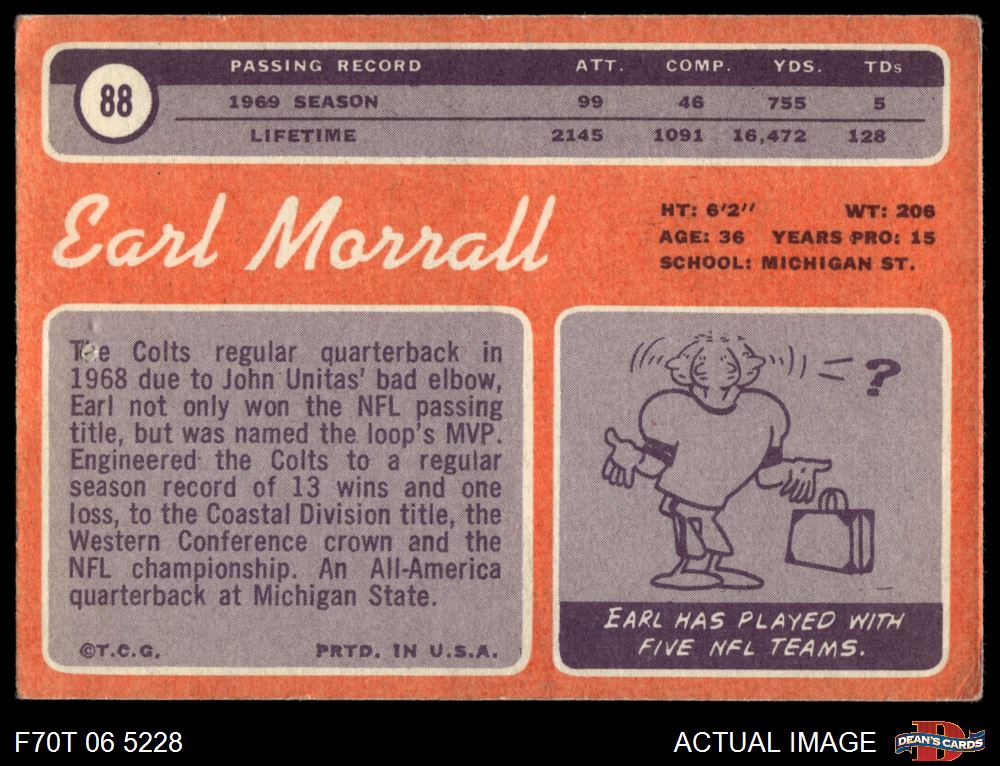 88
PASSING RECORD ATT. COMP. YDS. TDs
1969 SEASON 99 46 755 5
LIFETIME 2145 1091 16,472 128
Earl Morrall
HT: 6'2'' WT: 206
AGE: 36 YEARS PRO: 15
SCHOOL: MICHIGAN ST.
The Colts regular quarterback in
1968 due to John Unitas' bad elbow,
Earl not only won the NFL passing
title, but was named the loop's MVP.
Engineered the Colts to a regular
season record of 13 wins and one
loss, to the Coastal Division title, the
Western Conference crown and the
NFL championship. An All-America
quarterback at Michigan State.
©T.C.G. PRTD. IN U.S.A.
?
EARL HAS PLAYED WITH
FIVE NFL TEAMS.
F70T 06 5228
ACTUAL IMAGE
DEAN'S CARDS